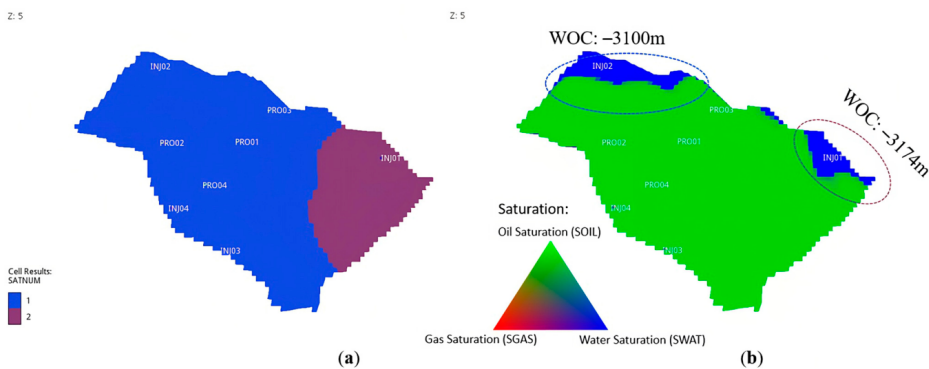 Z: 5
INJ02
PRO03
PRO02
PRO01
INJ01
PRO04
INJ04
INJ03
Cell Results:
SATNUM
1
2
(a)
Z: 5
WOC: −3100m
INJ02
PRO03
WOC: −3174m
PRO02
PRO01
INJ01
PRO04
INJ04
INJ03
Saturation:
Oil Saturation (SOIL)
Gas Saturation (SGAS)
Water Saturation (SWAT)
(b)